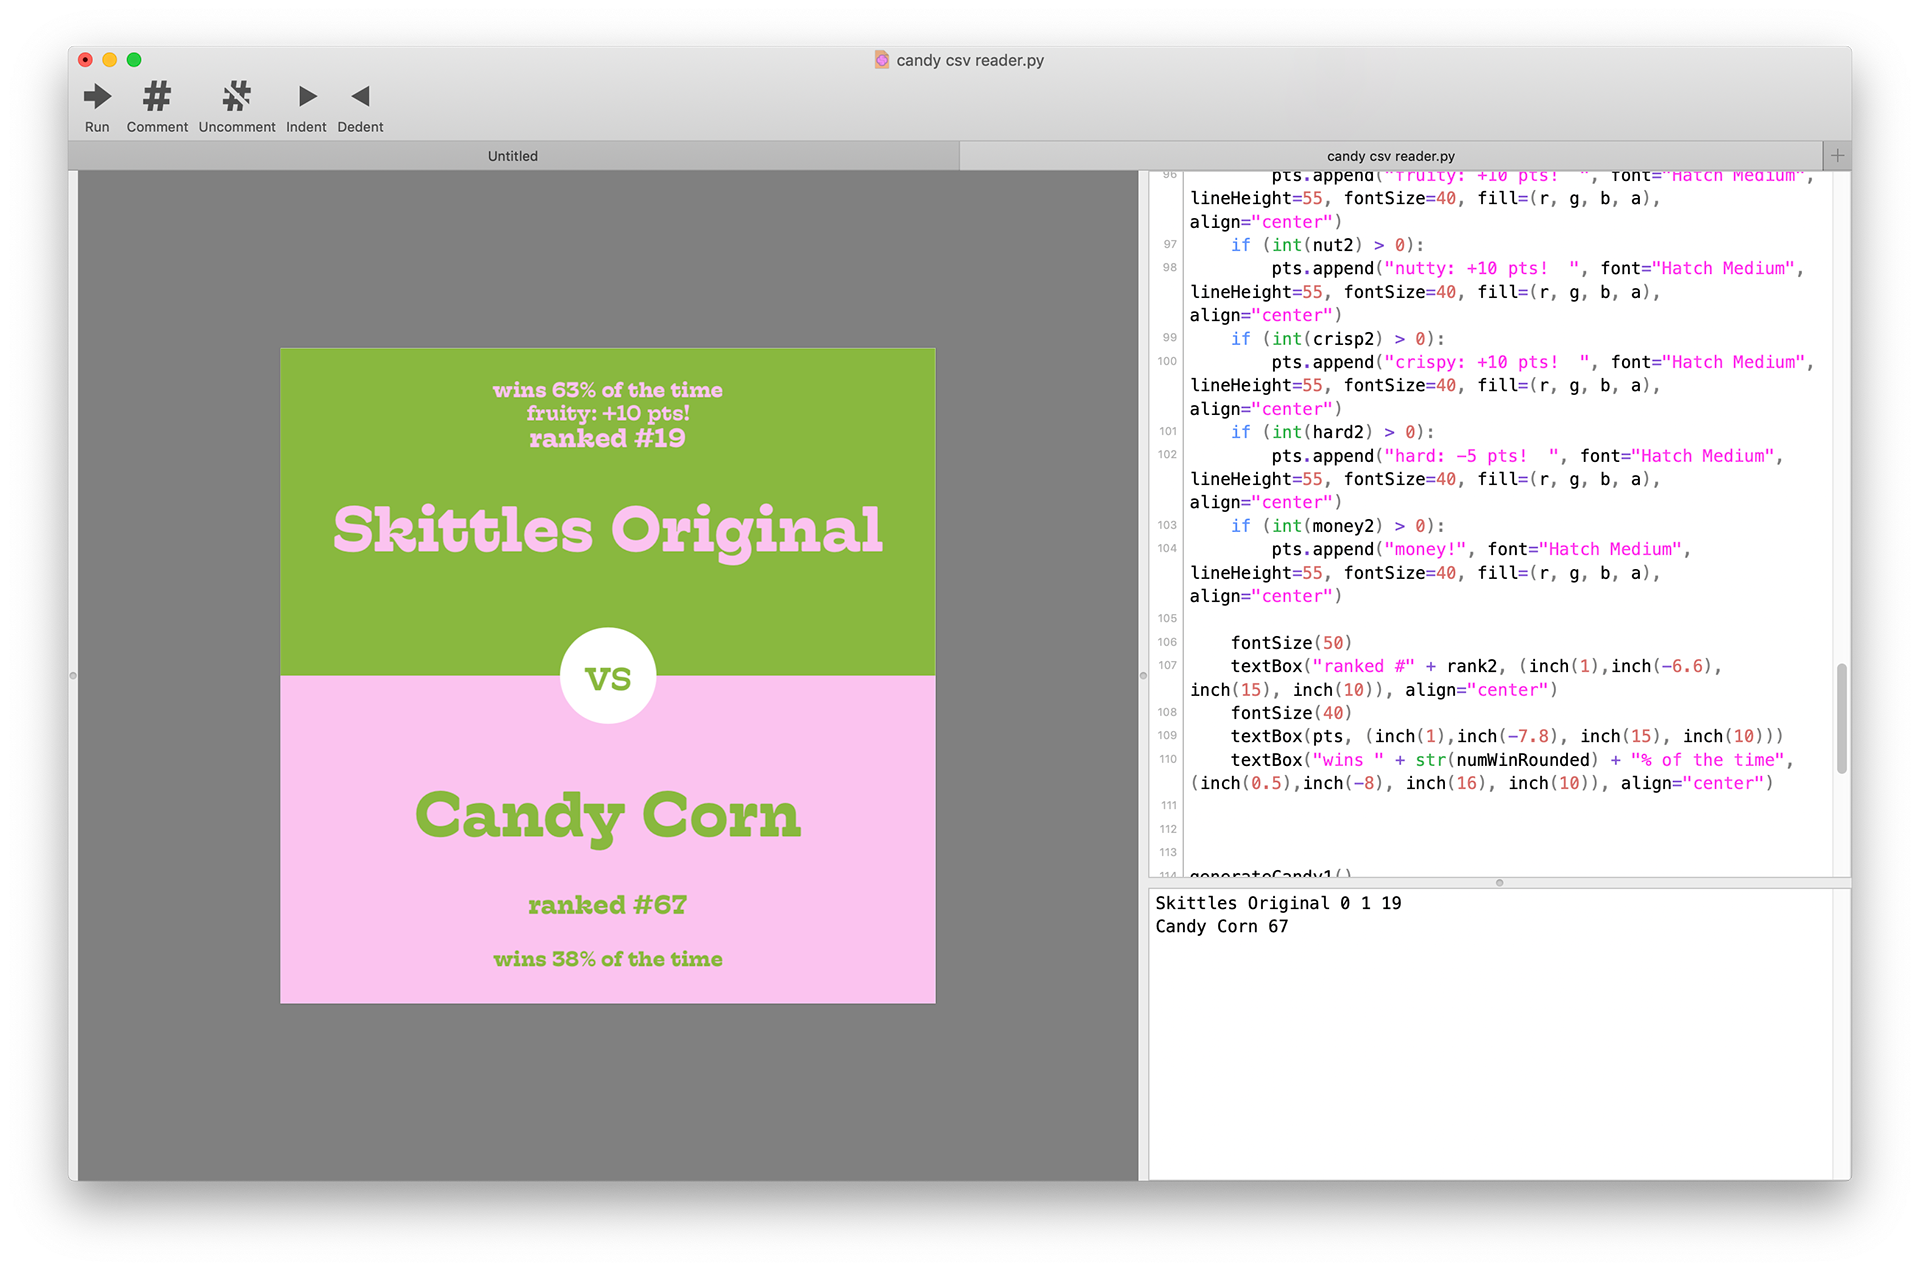 candy csv reader.py
Run Comment Uncomment Indent Dedent
Untitled
candy csv reader.py
wins 63% of the time
fruity: +10 pts!
ranked #19
Skittles Original
vs
Candy Corn
ranked #67
wins 38% of the time
96 pts.append("fruity: +10 pts!  ", font="Hatch Medium",
lineHeight=55, fontSize=40, fill=(r, g, b, a),
align="center")
97 if (int(nut2) > 0):
98 pts.append("nutty: +10 pts!  ", font="Hatch Medium",
lineHeight=55, fontSize=40, fill=(r, g, b, a),
align="center")
99 if (int(crisp2) > 0):
100 pts.append("crispy: +10 pts!  ", font="Hatch Medium",
lineHeight=55, fontSize=40, fill=(r, g, b, a),
align="center")
101 if (int(hard2) > 0):
102 pts.append("hard: -5 pts!  ", font="Hatch Medium",
lineHeight=55, fontSize=40, fill=(r, g, b, a),
align="center")
103 if (int(money2) > 0):
104 pts.append("money!", font="Hatch Medium",
lineHeight=55, fontSize=40, fill=(r, g, b, a),
align="center")
105
106 fontSize(50)
107 textBox("ranked #" + rank2, (inch(1),inch(-6.6),
inch(15), inch(10)), align="center")
108 fontSize(40)
109 textBox(pts, (inch(1),inch(-7.8), inch(15), inch(10)))
110 textBox("wins " + str(numWinRounded) + "% of the time",
(inch(0.5),inch(-8), inch(16), inch(10)), align="center")
111
112
113
114 generateCandy1()
Skittles Original 0 1 19
Candy Corn 67